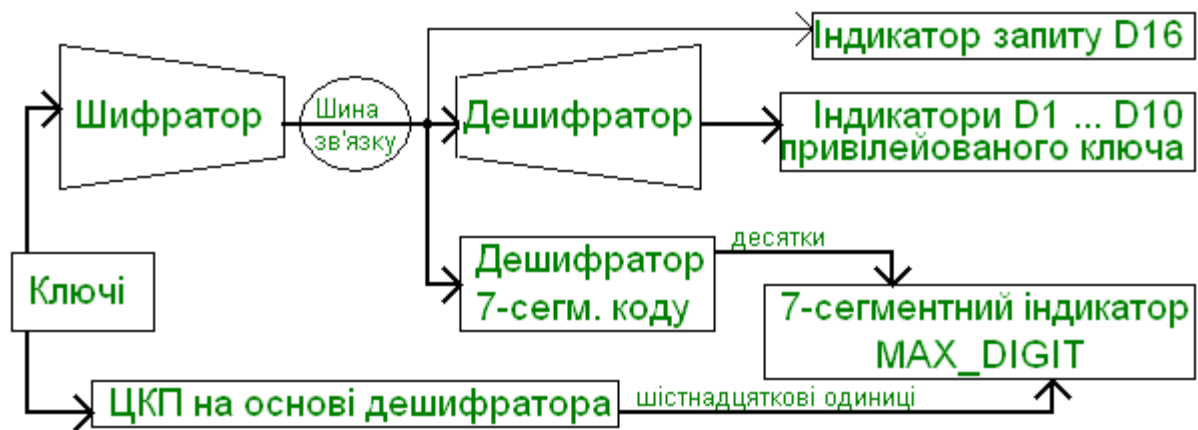 Індикатор запиту D16
Шифратор
Шина
зв'язку
Дешифратор
Індикатори D1 ... D10
привілейованого ключа
Ключі
Дешифратор
7-сегм. коду
десятки
7-сегментний індикатор
MAX_DIGIT
ЦКП на основі дешифратора
шістнадцяткові одиниці